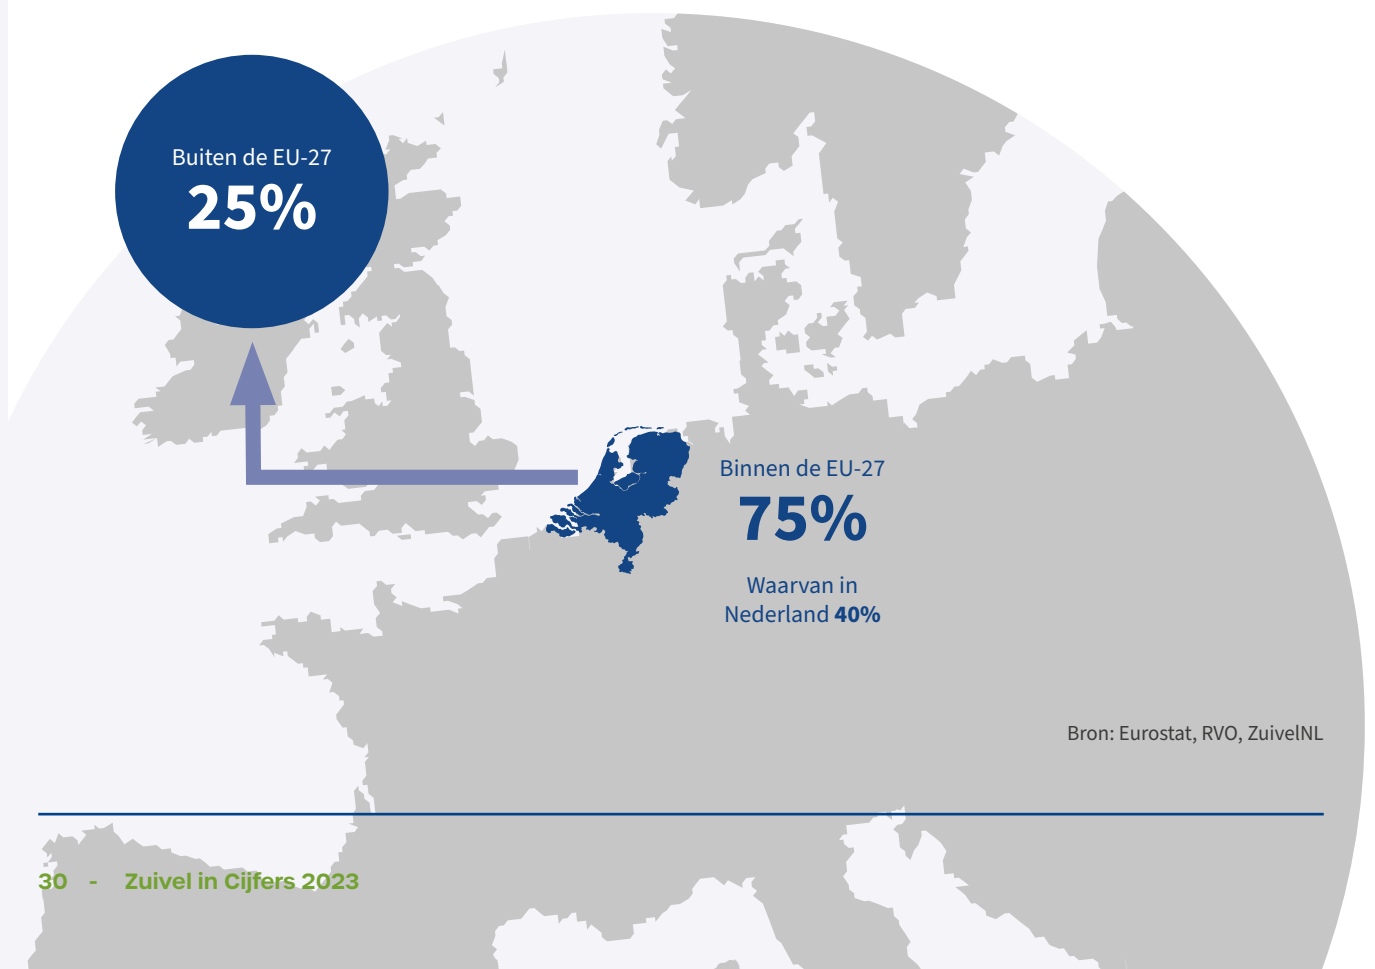 Buiten de EU-27
25%
Binnen de EU-27
75%
Waarvan in
Nederland 40%
Bron: Eurostat, RVO, ZuivelNL
30 - Zuivel in Cijfers 2023